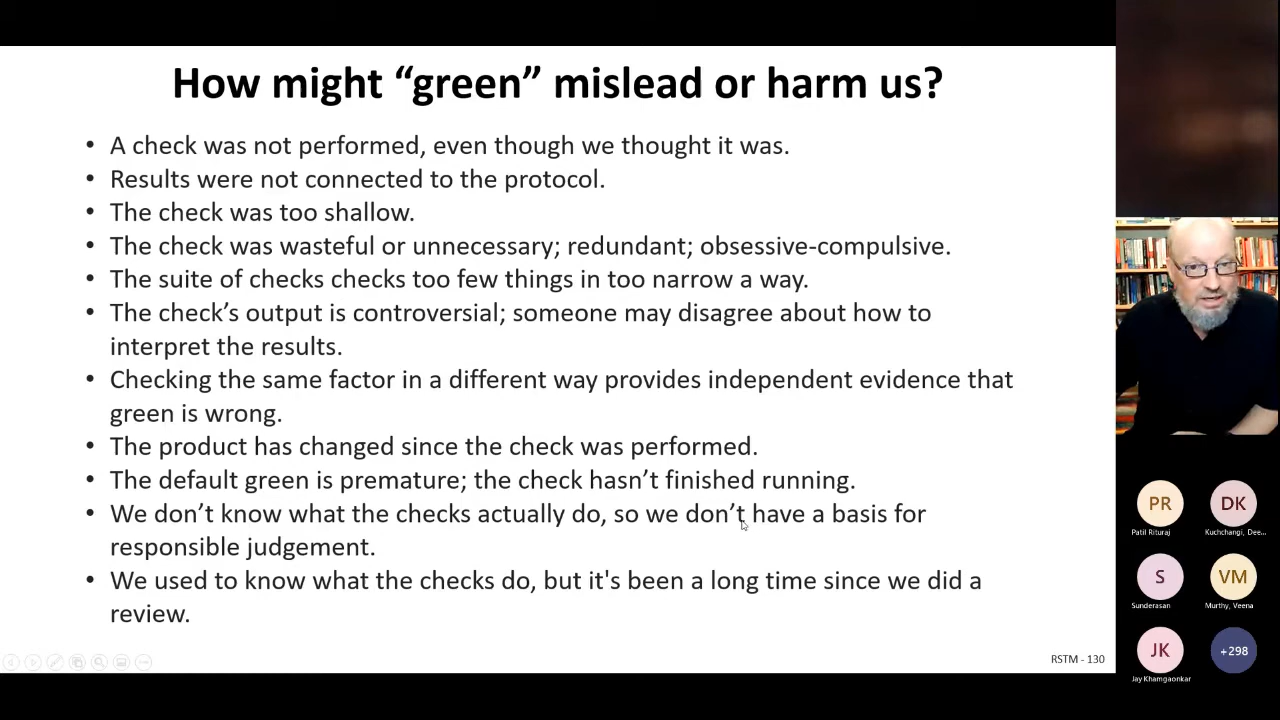 How might “green” mislead or harm us?
• A check was not performed, even though we thought it was.
• Results were not connected to the protocol.
• The check was too shallow.
• The check was wasteful or unnecessary; redundant; obsessive-compulsive.
• The suite of checks checks too few things in too narrow a way.
• The check’s output is controversial; someone may disagree about how to
interpret the results.
• Checking the same factor in a different way provides independent evidence that
green is wrong.
• The product has changed since the check was performed.
• The default green is premature; the check hasn’t finished running.
• We don’t know what the checks actually do, so we don’t have a basis for
responsible judgement.
• We used to know what the checks do, but it's been a long time since we did a
review.
RSTM - 130
PR
Patil Rituraj
DK
Kuchchangi, Dee...
S
Sunderasan
VM
Murthy, Veena
JK
Jay Khamgaonkar
+298